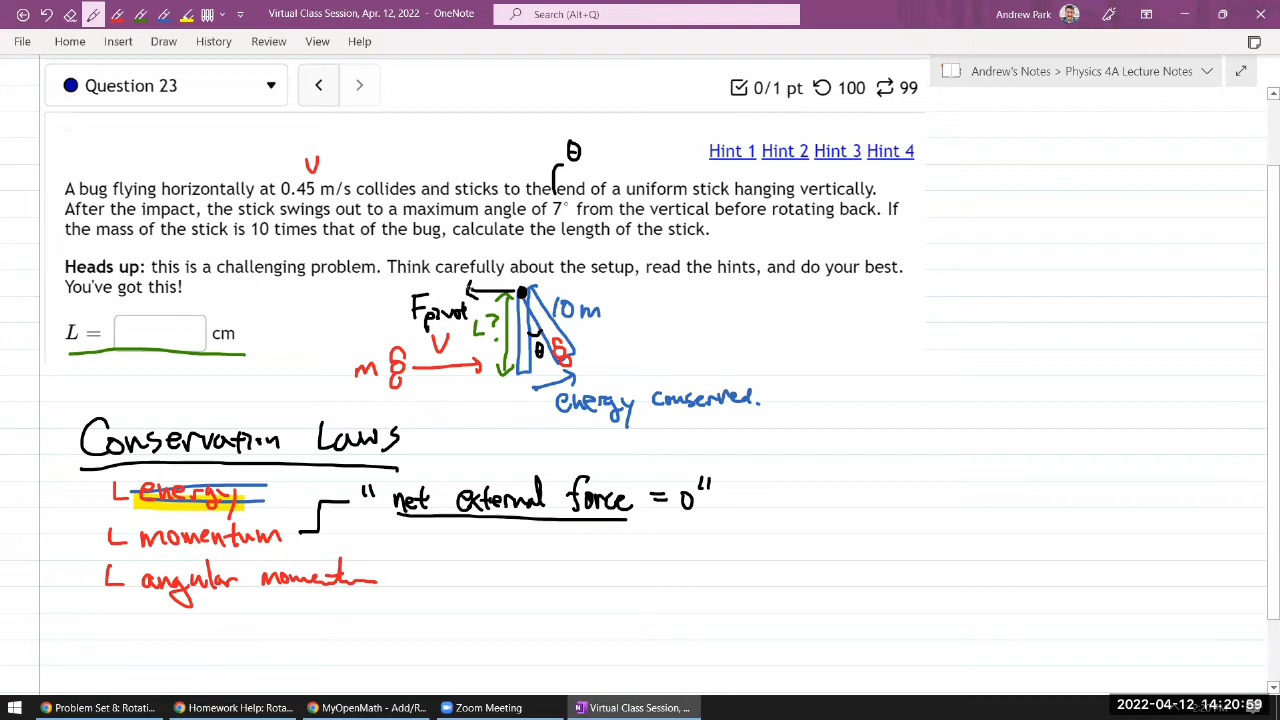 Virtual Class Session, Apr. 12, 2022 - OneNote
Search (Alt+Q)
Andrew Park
File Home Insert Draw History Review View Help
Question 23
0/1 pt 100 99
Andrew's Notes > Physics 4A Lecture Notes
Hint 1 Hint 2 Hint 3 Hint 4
V
θ
A bug flying horizontally at 0.45 m/s collides and sticks to the end of a uniform stick hanging vertically.
After the impact, the stick swings out to a maximum angle of 7° from the vertical before rotating back. If
the mass of the stick is 10 times that of the bug, calculate the length of the stick.
Heads up: this is a challenging problem. Think carefully about the setup, read the hints, and do your best.
You've got this!
L = cm
Fpivot
L?
10m
θ
m
V
energy conserved.
Conservation Laws
L energy
"net external force = 0"
L momentum
L angular momentum
Problem Set 8: Rotati...
Homework Help: Rota...
MyOpenMath - Add/R...
Zoom Meeting
Virtual Class Session,...
2022-04-12 14:20:59